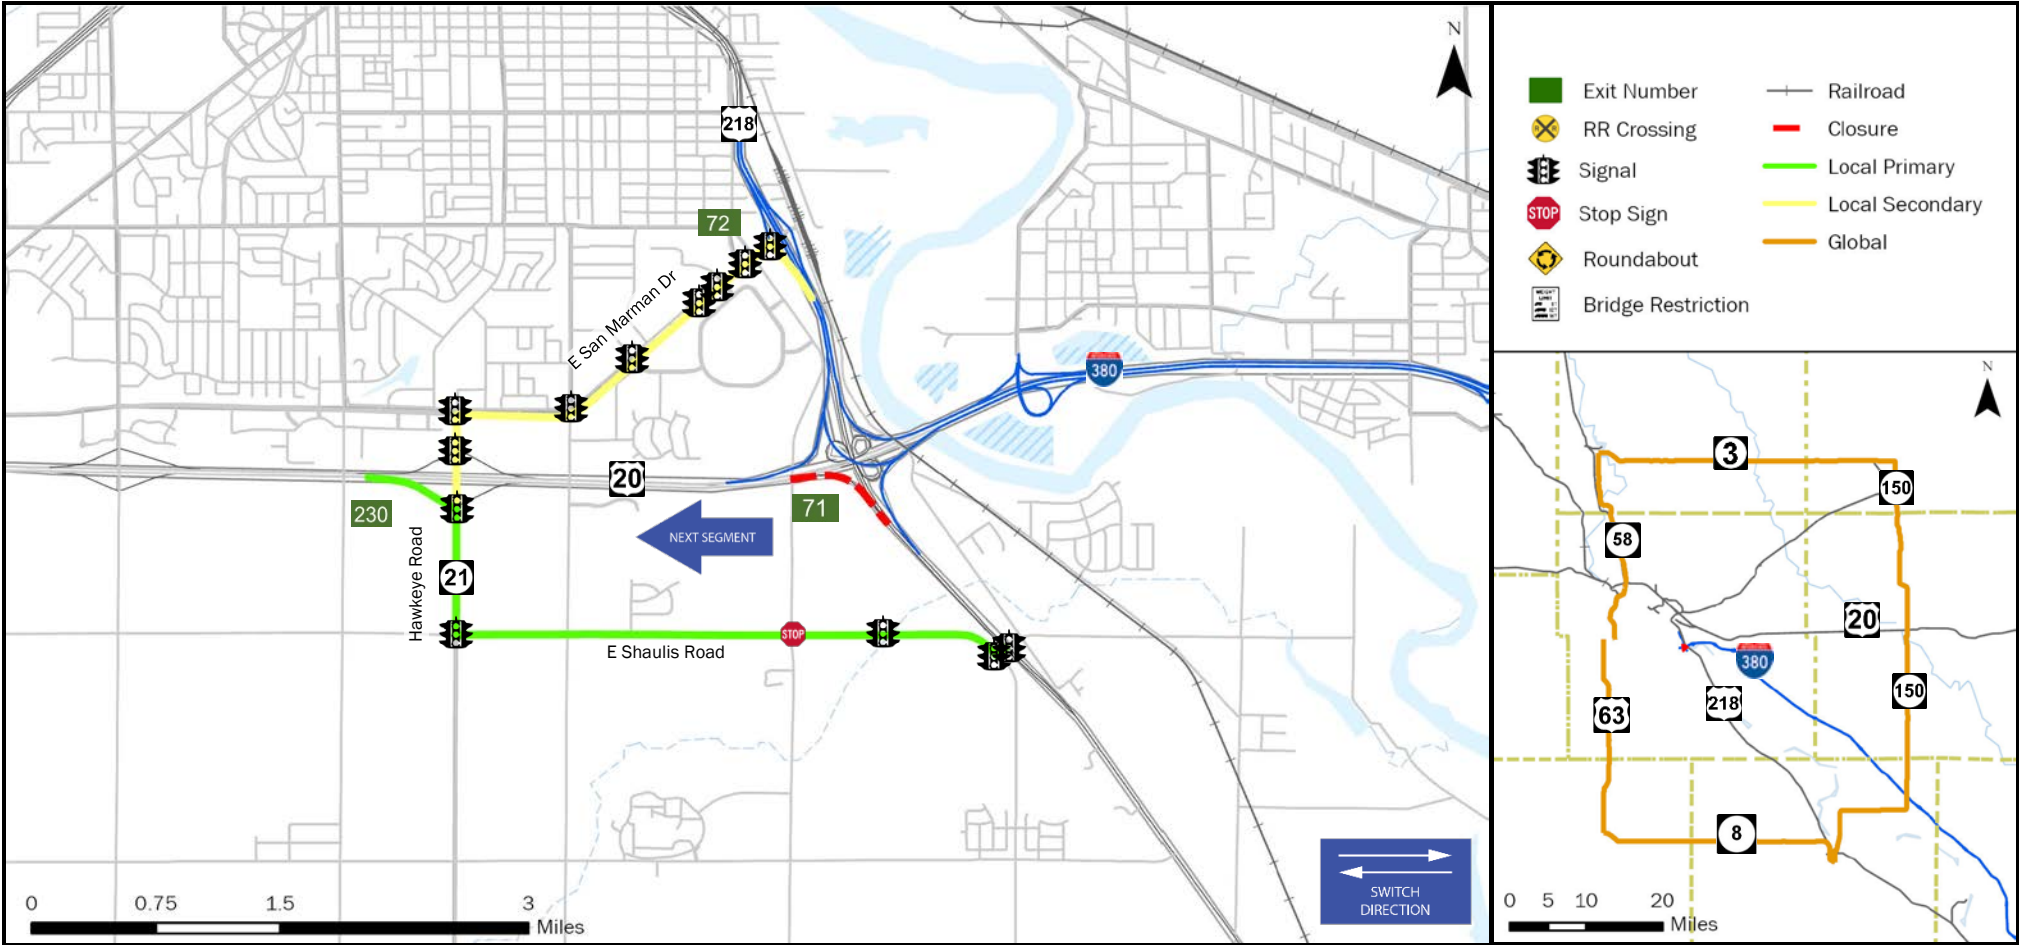 N
218
72
E San Marman Dr
380
20
230
71
NEXT SEGMENT
Hawkeye Road
21
STOP
E Shaulis Road
0 0.75 1.5 3
Miles
SWITCH
DIRECTION
Exit Number
RR Crossing
Signal
STOP
Stop Sign
Roundabout
WEIGHT
LIMIT
Bridge Restriction
Railroad
Closure
Local Primary
Local Secondary
Global
N
3
150
58
20
380
150
218
63
8
0 5 10 20
Miles